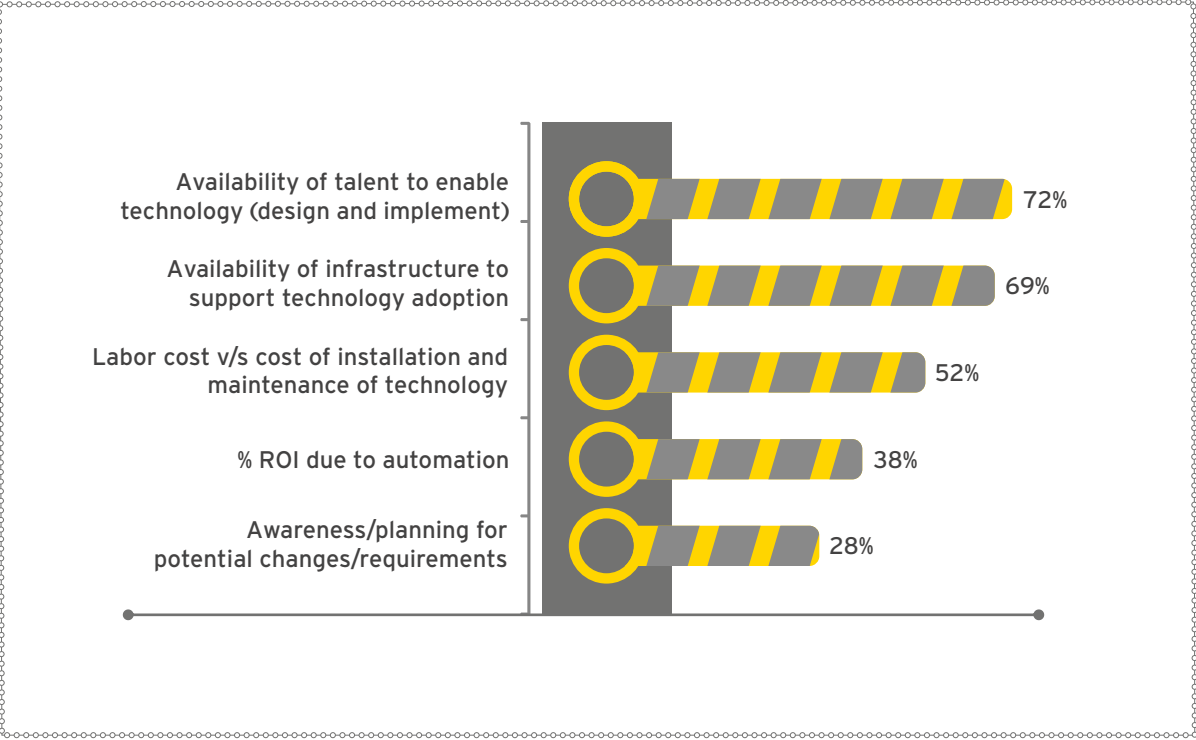 Availability of talent to enable
technology (design and implement)
72%
Availability of infrastructure to
support technology adoption
69%
Labor cost v/s cost of installation and
maintenance of technology
52%
% ROI due to automation
38%
Awareness/planning for
potential changes/requirements
28%